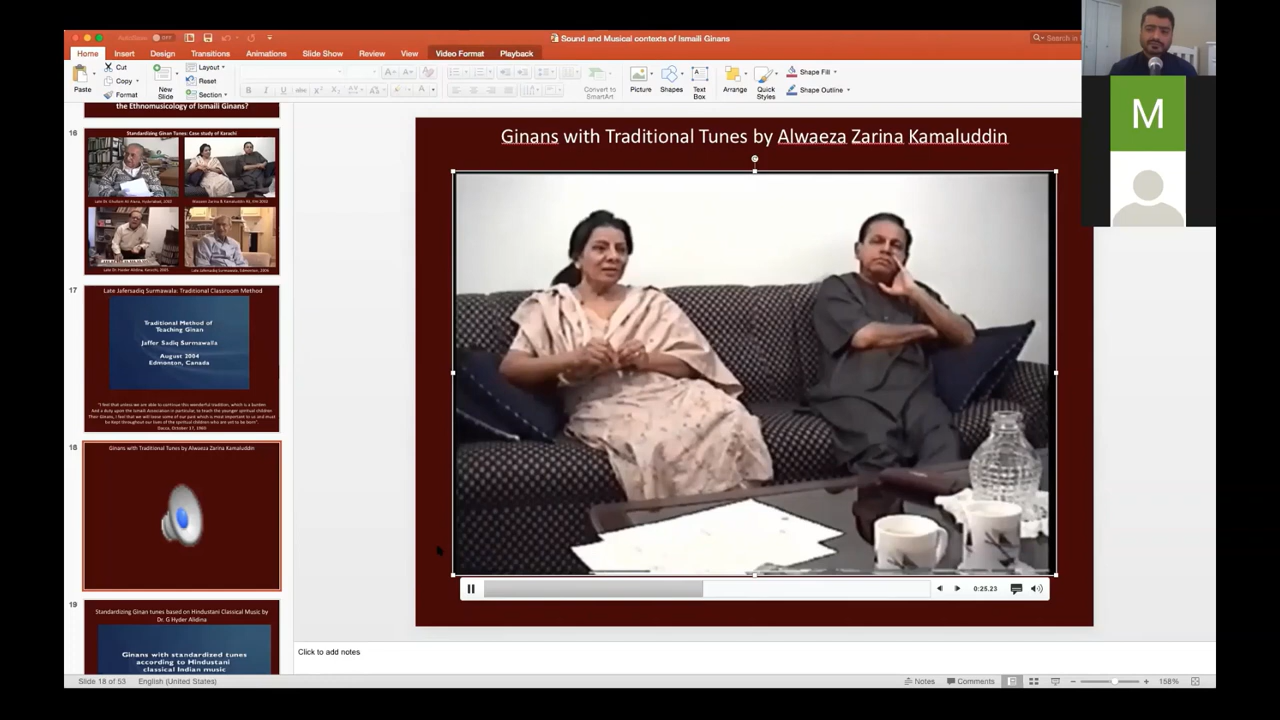 AutoSave OFF
Sound and Musical contexts of Ismaili Ginans
Search in
Home Insert Design Transitions Animations Slide Show Review View Video Format Playback
Paste
Cut
Copy
Format
New Slide
Layout
Reset
Section
Convert to SmartArt
Picture
Shapes
Text Box
Arrange
Quick Styles
Shape Fill
Shape Outline
M
the Ethnomusicology of Ismaili Ginans?
16
Standardizing Ginan Tunes: Case study of Karachi
17
Late Jafersadiq Surmawala: Traditional Classroom Method
Traditional Method of
Teaching Ginan
Jaffer Sadiq Surmawalla
August 2004
Edmonton, Canada
18
Ginans with Traditional Tunes by Alwaeza Zarina Kamaluddin
19
Standardizing Ginan tunes based on Hindustani Classical Music by
Dr. G Hyder Alidina
Ginans with standardized tunes
according to Hindustani
classical Indian music
Ginans with Traditional Tunes by Alwaeza Zarina Kamaluddin
0:25.23
Click to add notes
Slide 18 of 53
English (United States)
Notes
Comments
158%